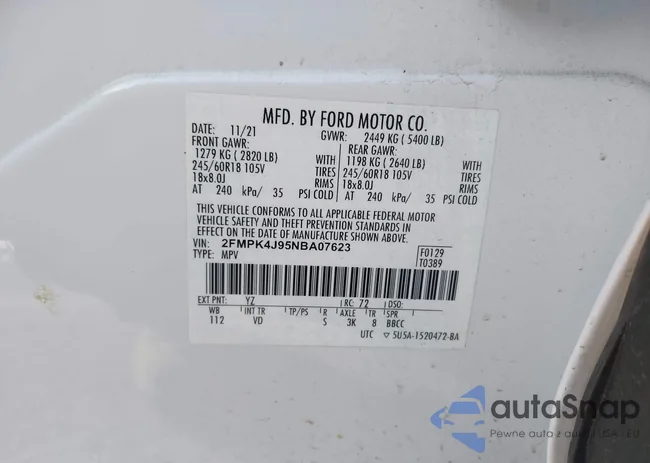 MFD. BY FORD MOTOR CO.
DATE: 11/21 GVWR: 2449 KG ( 5400 LB)
FRONT GAWR: REAR GAWR:
1279 KG ( 2820 LB) WITH 1198 KG ( 2640 LB) WITH
245/60R18 105V TIRES 245/60R18 105V TIRES
18x8.0J RIMS 18x8.0J RIMS
AT 240 kPa/ 35 PSI COLD AT 240 kPa/ 35 PSI COLD
THIS VEHICLE CONFORMS TO ALL APPLICABLE FEDERAL MOTOR
VEHICLE SAFETY AND THEFT PREVENTION STANDARDS IN EFFECT
ON THE DATE OF MANUFACTURE SHOWN ABOVE.
VIN: 2FMPK4J95NBA07623 F0129
TYPE: MPV T0389
EXT PNT: YZ RC: 72 DSO:
WB INT TR TP/PS R AXLE TR SPR
112 VD S 3K 8 BBCC
UTC ▽ 5U5A-1520472-BA
autoSnap
Pewne auto z aukcji USA i EU